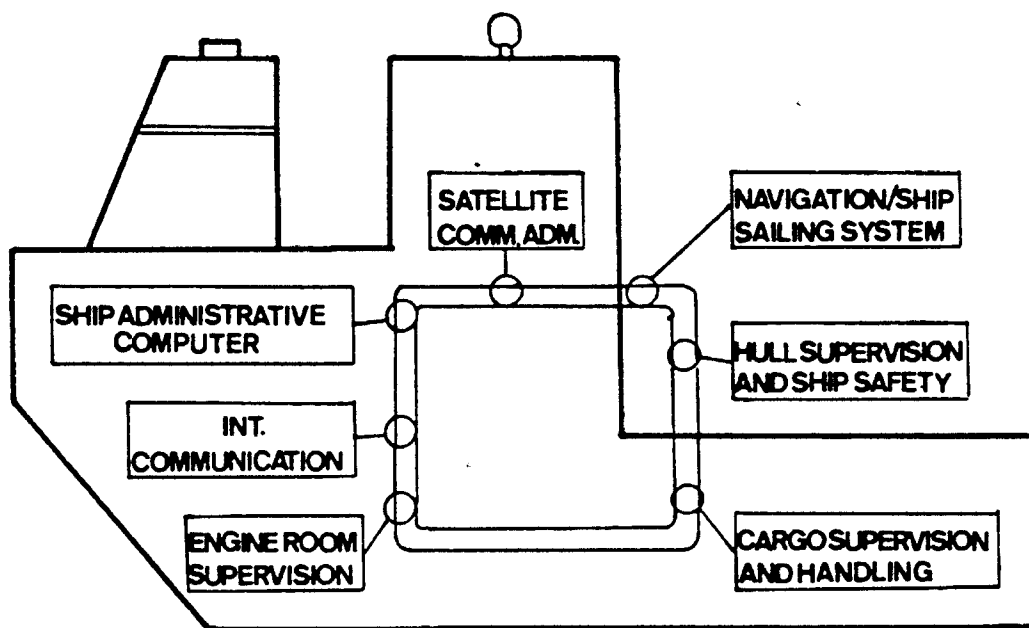 SATELLITE
COMM. ADM.
NAVIGATION/SHIP
SAILING SYSTEM
SHIP ADMINISTRATIVE
COMPUTER
HULL SUPERVISION
AND SHIP SAFETY
INT.
COMMUNICATION
ENGINE ROOM
SUPERVISION
CARGO SUPERVISION
AND HANDLING